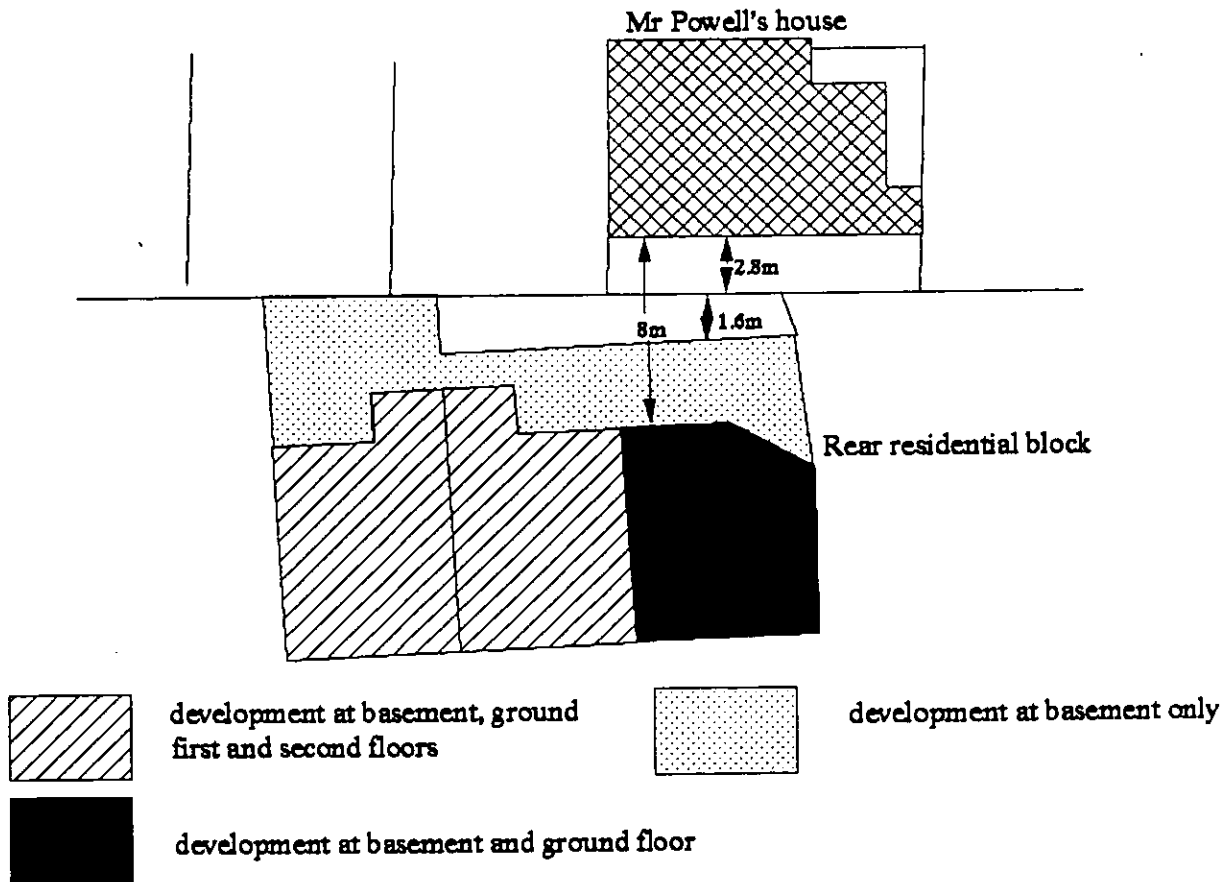 Mr Powell's house
2.8m
8m
1.6m
Rear residential block
development at basement, ground
first and second floors
development at basement only
development at basement and ground floor